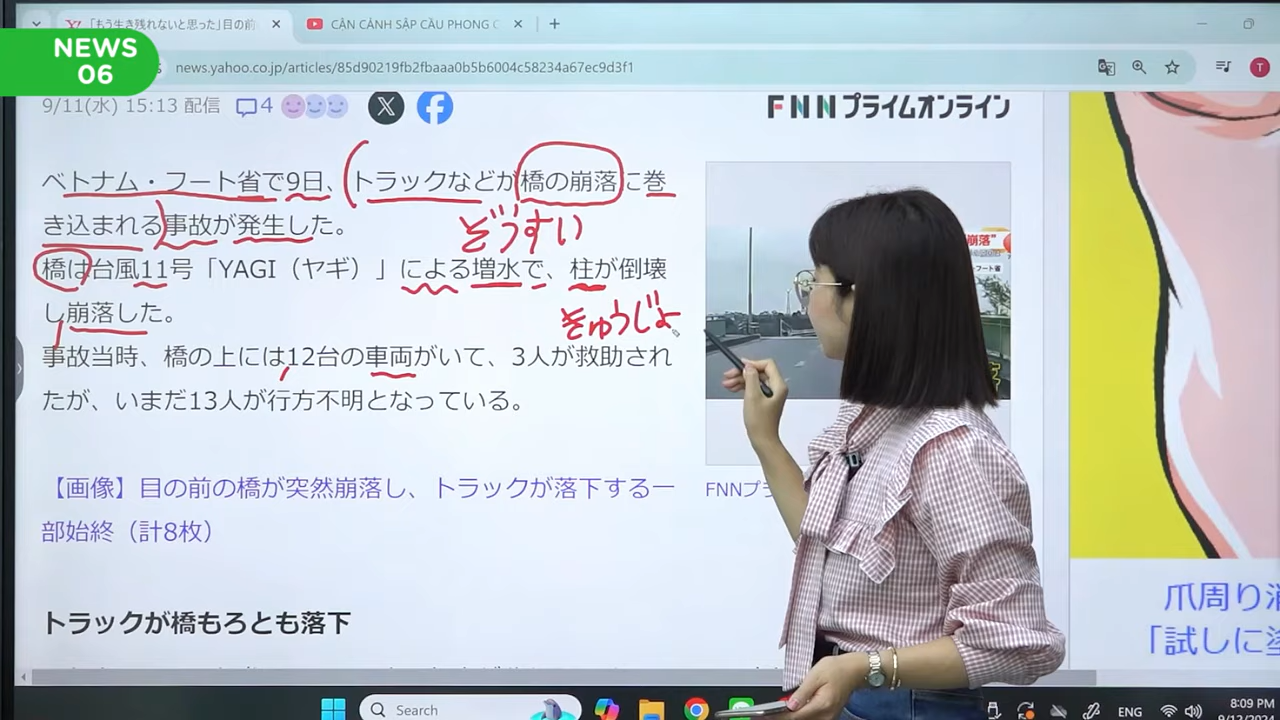 「もう生き残れないと思った」目の前
CẬN CẢNH SẬP CẦU PHONG C
NEWS
06
news.yahoo.co.jp/articles/85d90219fb2fbaaa0b5b6004c58234a67ec9d3f1
T
9/11(水) 15:13 配信
4
FNNプライムオンライン
ベトナム・フート省で9日、トラックなどが橋の崩落に巻
き込まれる事故が発生した。
ぞうすい
橋は台風11号「YAGI（ヤギ）」による増水で、柱が倒壊
し崩落した。
きゅうじょ
事故当時、橋の上には12台の車両がいて、3人が救助され
たが、いまだ13人が行方不明となっている。
崩落"
フート省
【画像】目の前の橋が突然崩落し、トラックが落下する一
部始終（計8枚）
FNNプラ
トラックが橋もろとも落下
爪周り
「試しに塗
Search
ENG
8:09 PM